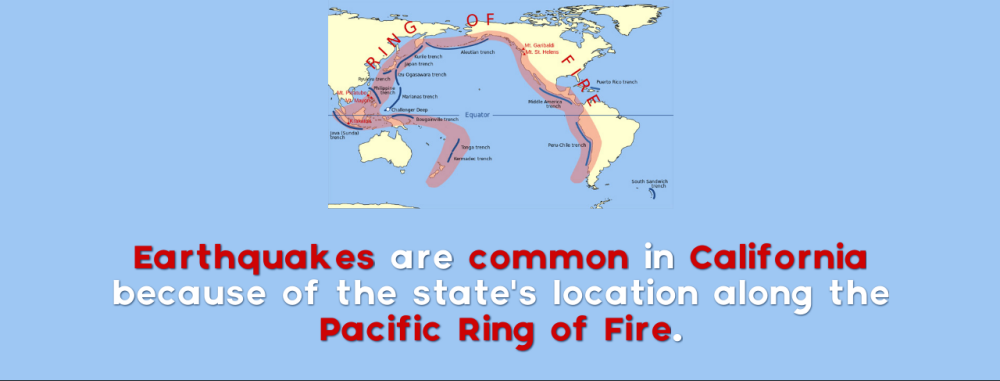 RING OF FIRE
Mt. Garibaldi
Mt. St. Helens
Aleutian trench
Kurile trench
Japan trench
Izu Ogasawara trench
Ryukyu trench
Philippine
trench
Puerto Rico trench
Mt. Pinatubo
Marianas trench
Middle America
trench
Challenger Deep
Equator
Bougainville trench
Krakatoa
Java (Sunda)
trench
Tonga trench
Peru-Chile trench
Kermadec trench
South Sandwich
trench
Earthquakes are common in California
because of the state's location along the
Pacific Ring of Fire.